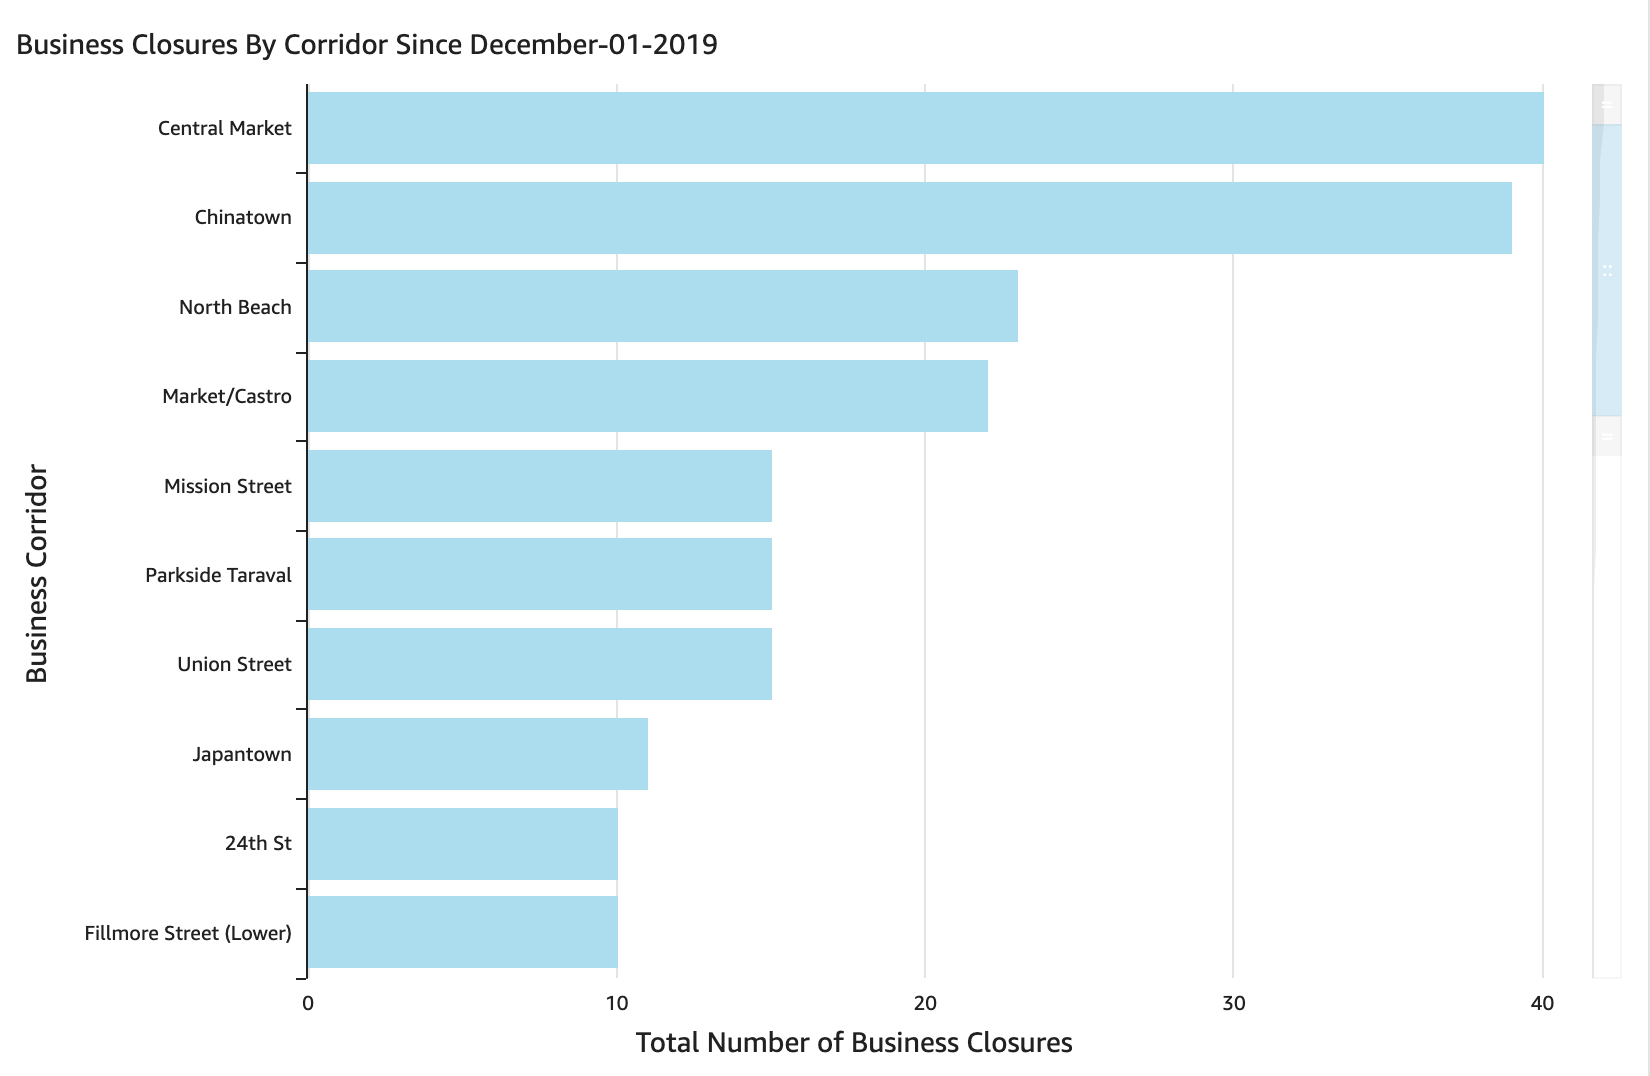 Business Closures By Corridor Since December-01-2019
Business Corridor
Central Market
Chinatown
North Beach
Market/Castro
Mission Street
Parkside Taraval
Union Street
Japantown
24th St
Fillmore Street (Lower)
0 10 20 30 40
Total Number of Business Closures